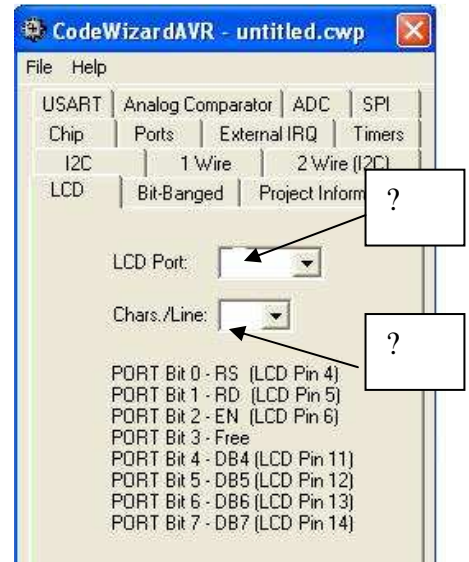 CodeWizardAVR - untitled.cwp
File Help
USART Analog Comparator ADC SPI
Chip Ports External IRQ Timers
I2C 1 Wire 2 Wire (I2C)
LCD Bit-Banged Project
?
LCD Port:
Chars./Line:
?
PORT Bit 0 - RS (LCD Pin 4)
PORT Bit 1 - RD (LCD Pin 5)
PORT Bit 2 - EN (LCD Pin 6)
PORT Bit 3 - Free
PORT Bit 4 - DB4 (LCD Pin 11)
PORT Bit 5 - DB5 (LCD Pin 12)
PORT Bit 6 - DB6 (LCD Pin 13)
PORT Bit 7 - DB7 (LCD Pin 14)